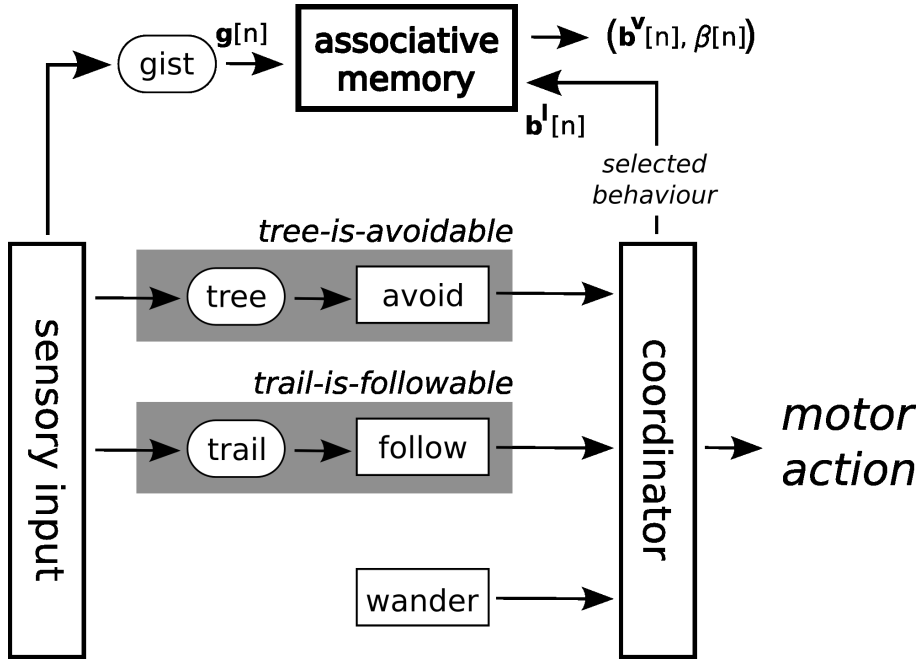 gist
g[n]
associative
memory
(b^v[n], β[n])
b^l[n]
selected
behaviour
tree-is-avoidable
tree
avoid
trail-is-followable
trail
follow
wander
sensory input
coordinator
motor
action